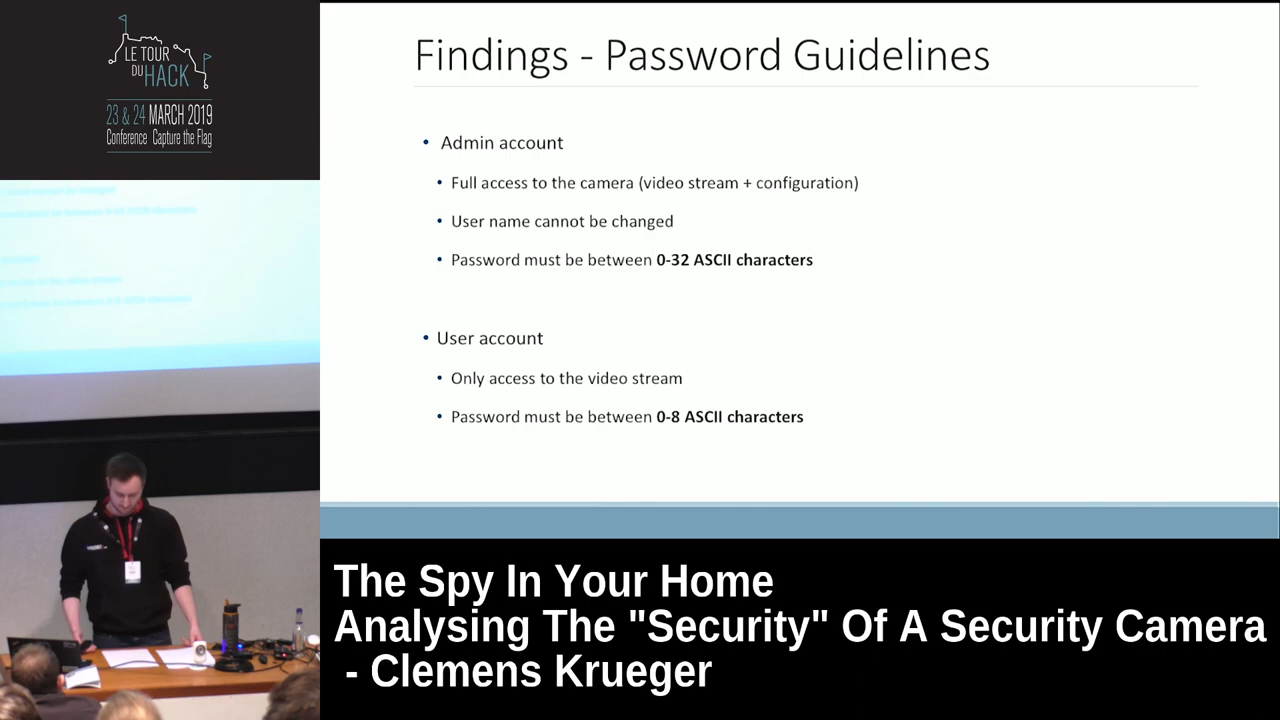 LE TOUR
DU HACK
23 & 24 MARCH 2019
Conference Capture the Flag
Findings - Password Guidelines
• Admin account
• Full access to the camera (video stream + configuration)
• User name cannot be changed
• Password must be between 0-32 ASCII characters
• User account
• Only access to the video stream
• Password must be between 0-8 ASCII characters
The Spy In Your Home
Analysing The "Security" Of A Security Camera
- Clemens Krueger